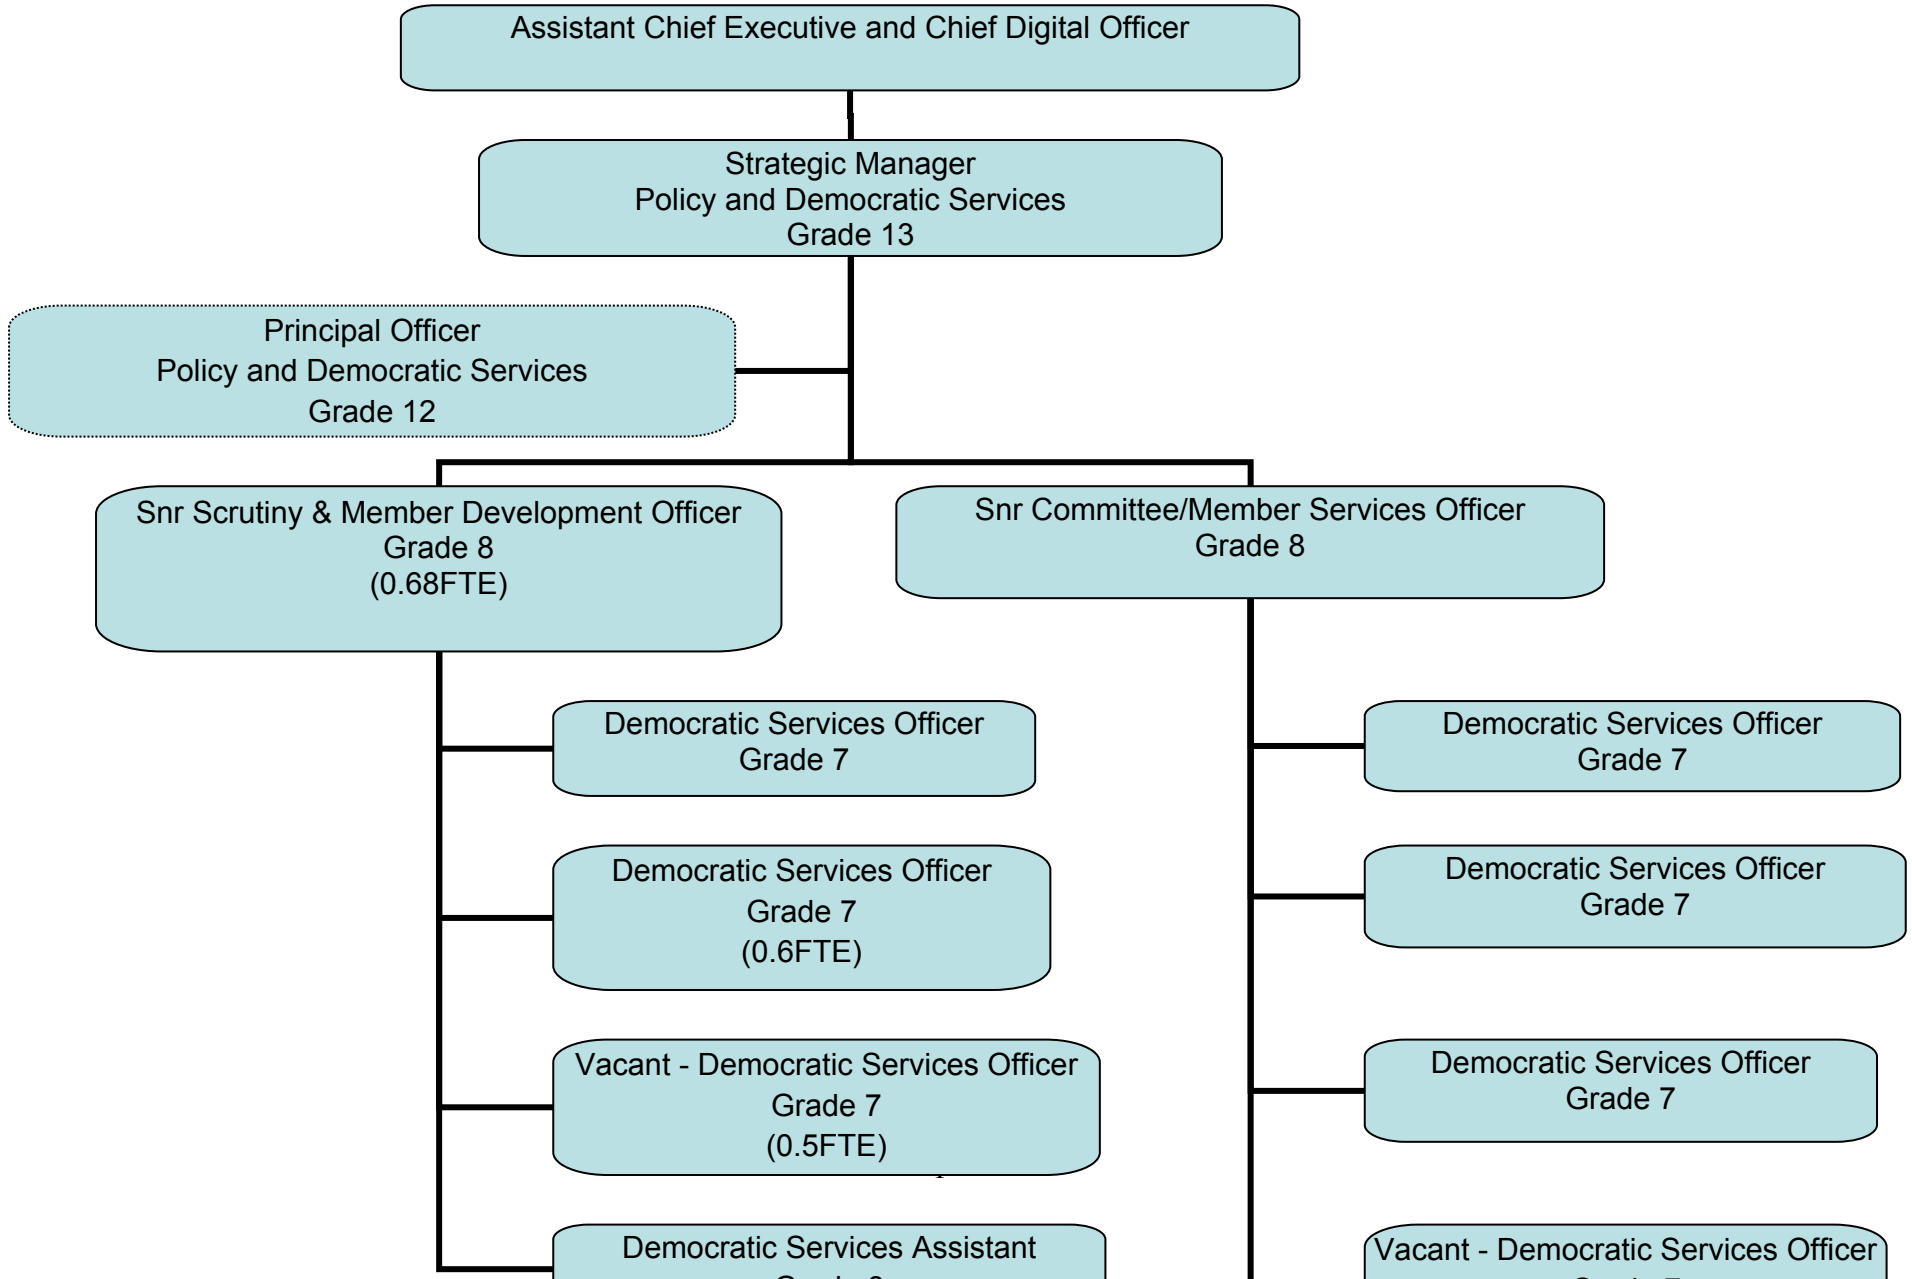 Assistant Chief Executive and Chief Digital Officer
Strategic Manager
Policy and Democratic Services
Grade 13
Principal Officer
Policy and Democratic Services
Grade 12
Snr Scrutiny & Member Development Officer
Grade 8
(0.68FTE)
Snr Committee/Member Services Officer
Grade 8
Democratic Services Officer
Grade 7
Democratic Services Officer
Grade 7
(0.6FTE)
Vacant - Democratic Services Officer
Grade 7
(0.5FTE)
Democratic Services Assistant
Democratic Services Officer
Grade 7
Democratic Services Officer
Grade 7
Democratic Services Officer
Grade 7
Vacant - Democratic Services Officer